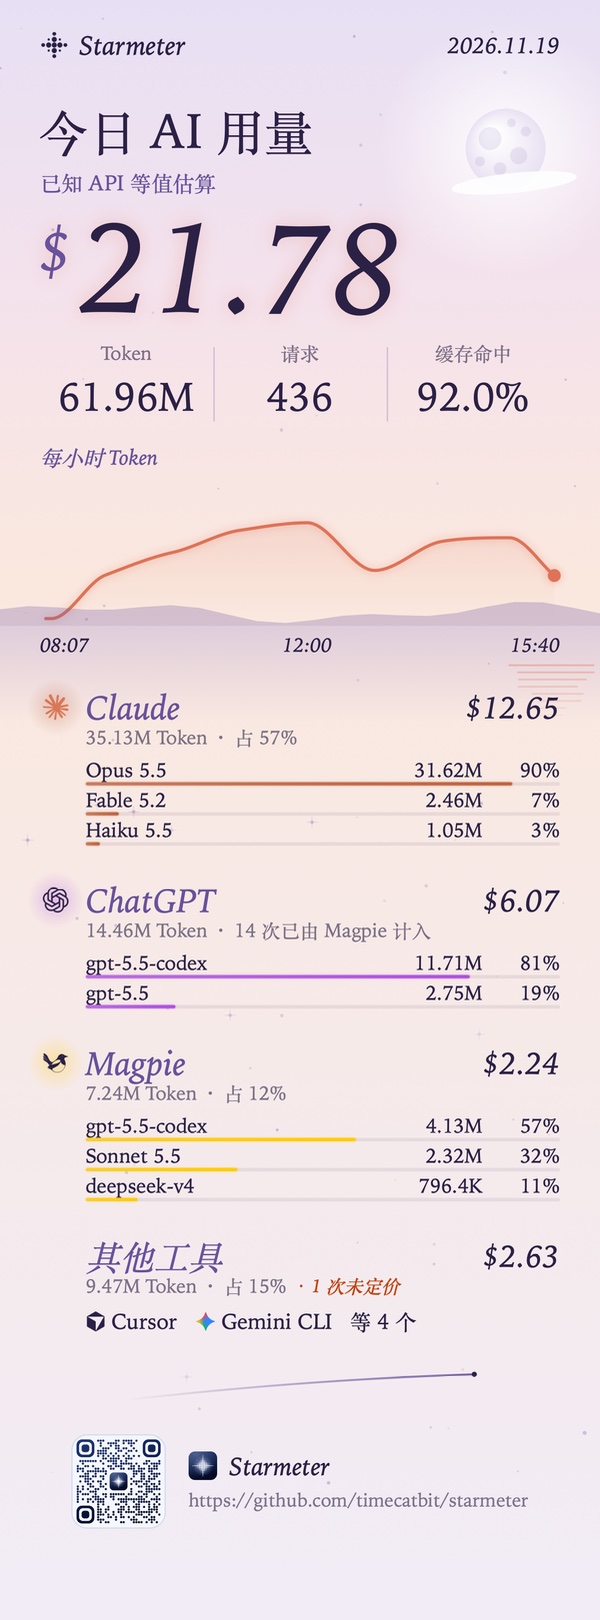 Starmeter 2026.11.19
今日 AI 用量
已知 API 等值估算
$21.78
Token 请求 缓存命中
61.96M 436 92.0%
每小时 Token
08:07 12:00 15:40
Claude $12.65
35.13M Token · 占 57%
Opus 5.5 31.62M 90%
Fable 5.2 2.46M 7%
Haiku 5.5 1.05M 3%
ChatGPT $6.07
14.46M Token · 14 次已由 Magpie 计入
gpt-5.5-codex 11.71M 81%
gpt-5.5 2.75M 19%
Magpie $2.24
7.24M Token · 占 12%
gpt-5.5-codex 4.13M 57%
Sonnet 5.5 2.32M 32%
deepseek-v4 796.4K 11%
其他工具 $2.63
9.47M Token · 占 15% · 1 次未定价
Cursor Gemini CLI 等 4 个
Starmeter
https://github.com/timecatbit/starmeter